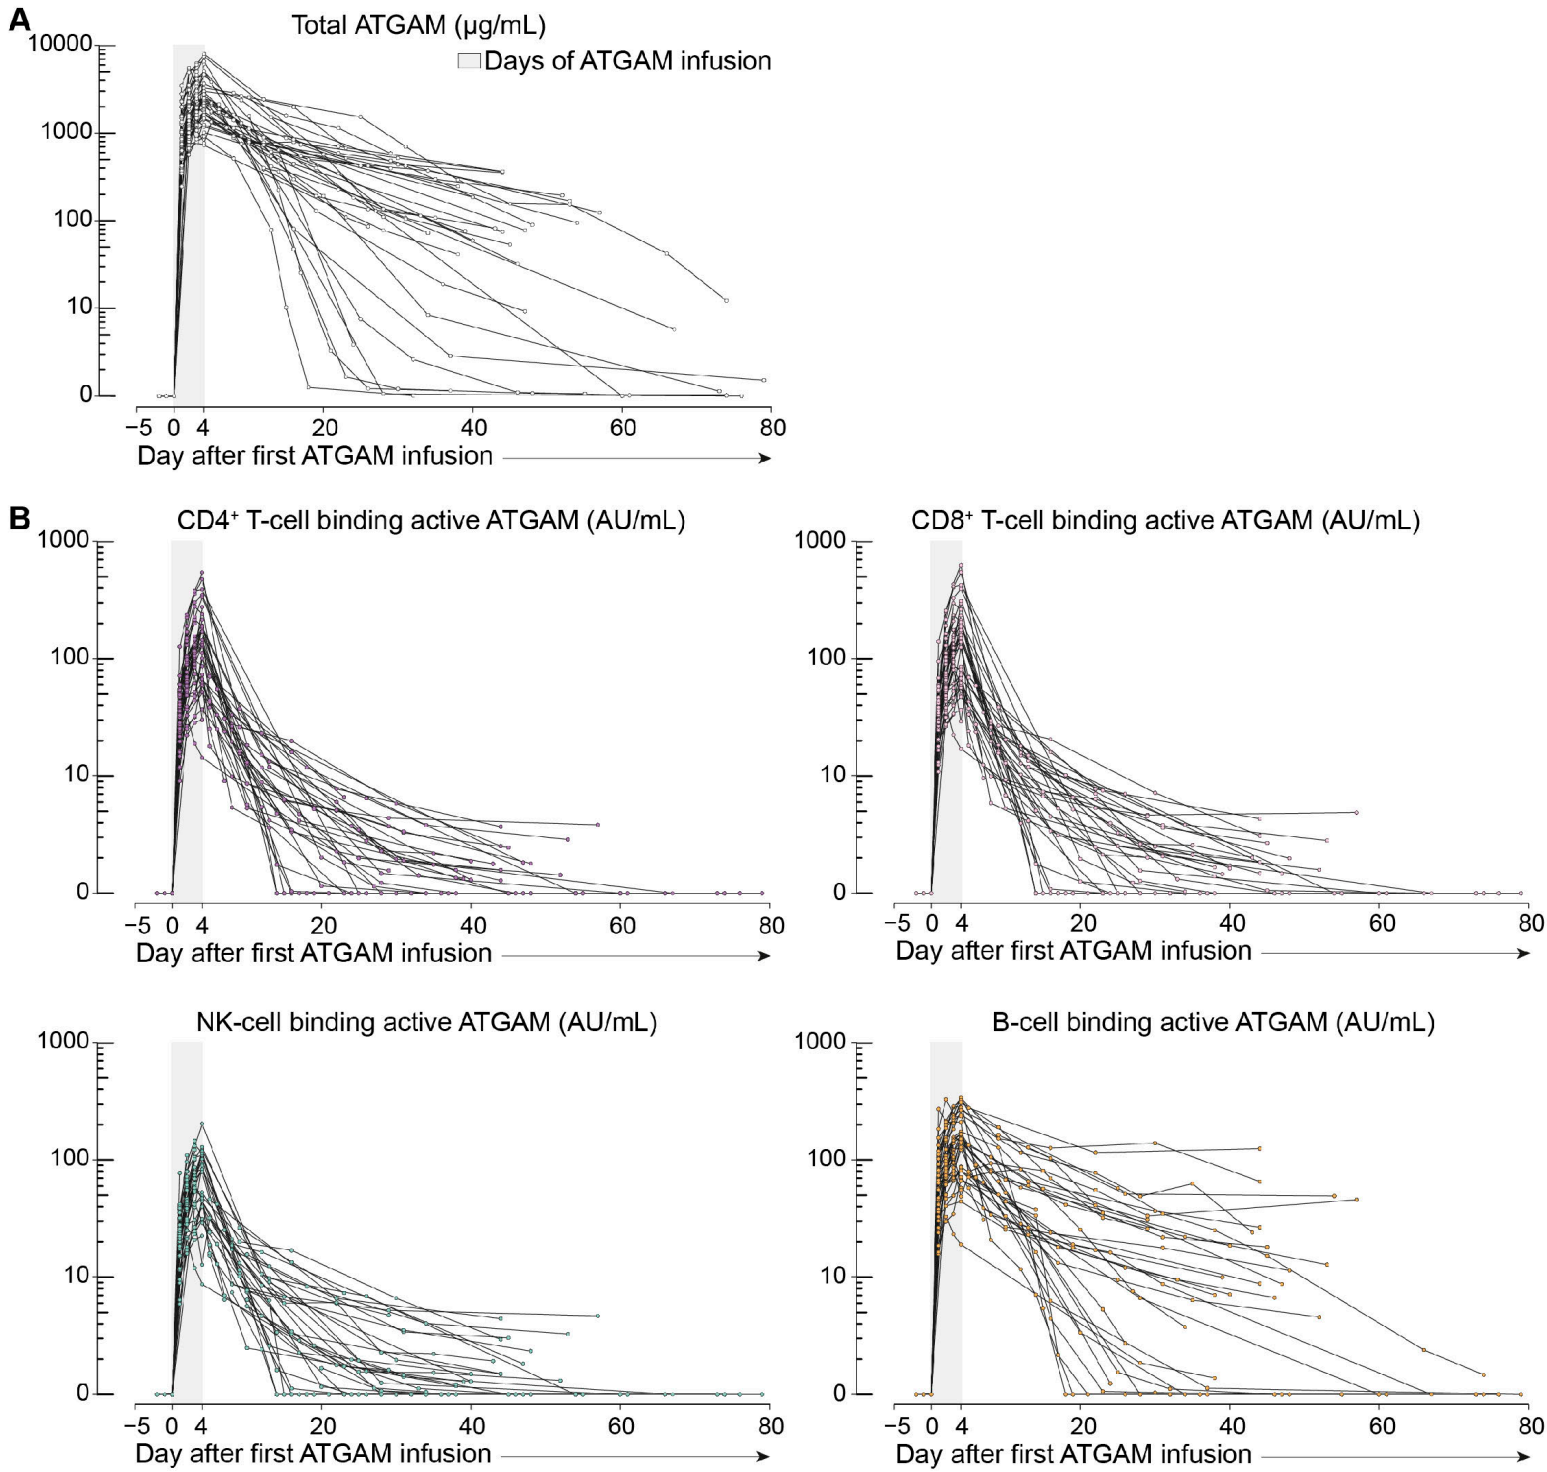 A
Total ATGAM (µg/mL)
Days of ATGAM infusion
10000
1000
100
10
0
−5 0 4 20 40 60 80
Day after first ATGAM infusion
B
CD4⁺ T-cell binding active ATGAM (AU/mL)
1000
100
10
0
−5 0 4 20 40 60 80
Day after first ATGAM infusion
CD8⁺ T-cell binding active ATGAM (AU/mL)
1000
100
10
0
−5 0 4 20 40 60 80
Day after first ATGAM infusion
NK-cell binding active ATGAM (AU/mL)
1000
100
10
0
−5 0 4 20 40 60 80
Day after first ATGAM infusion
B-cell binding active ATGAM (AU/mL)
1000
100
10
0
−5 0 4 20 40 60 80
Day after first ATGAM infusion